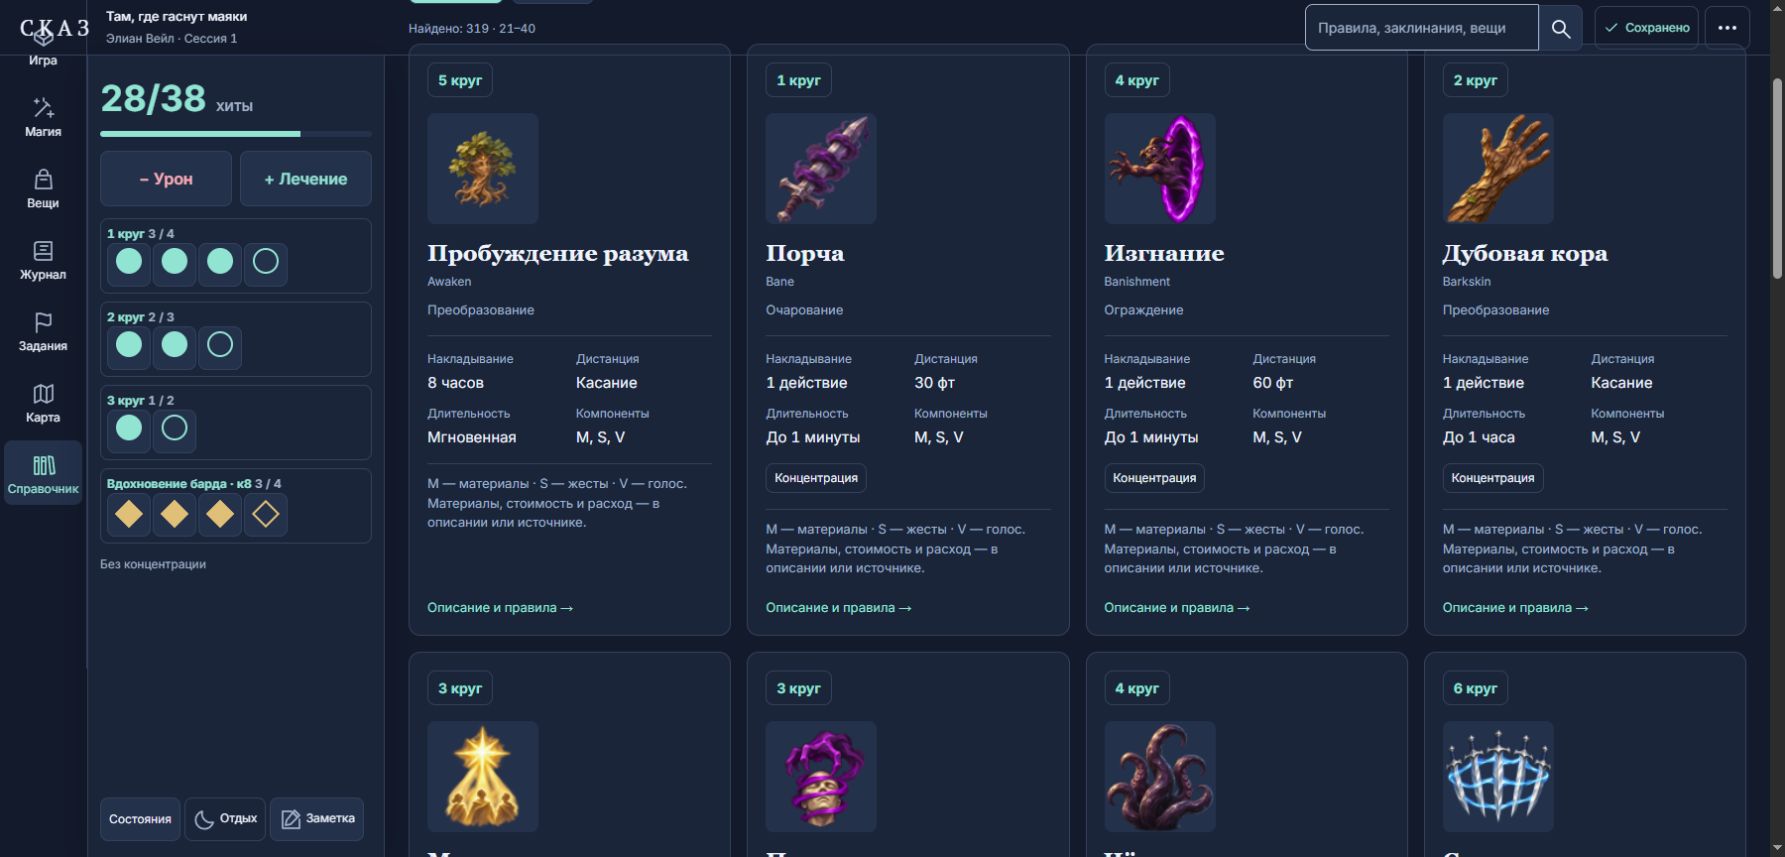 СКАЗ
Игра
Магия
Вещи
Журнал
Задания
Карта
Справочник
Там, где гаснут маяки
Элиан Вейл · Сессия 1
28/38 хиты
− Урон
+ Лечение
1 круг 3 / 4
2 круг 2 / 3
3 круг 1 / 2
Вдохновение барда · к8 3 / 4
Без концентрации
Состояния
Отдых
Заметка
Найдено: 319 · 21–40
Правила, заклинания, вещи
✓ Сохранено
5 круг
Пробуждение разума
Awaken
Преобразование
Накладывание Дистанция
8 часов Касание
Длительность Компоненты
Мгновенная M, S, V
М — материалы · S — жесты · V — голос.
Материалы, стоимость и расход — в
описании или источнике.
Описание и правила →
1 круг
Порча
Bane
Очарование
Накладывание Дистанция
1 действие 30 фт
Длительность Компоненты
До 1 минуты M, S, V
Концентрация
М — материалы · S — жесты · V — голос.
Материалы, стоимость и расход — в
описании или источнике.
Описание и правила →
4 круг
Изгнание
Banishment
Ограждение
Накладывание Дистанция
1 действие 60 фт
Длительность Компоненты
До 1 минуты M, S, V
Концентрация
М — материалы · S — жесты · V — голос.
Материалы, стоимость и расход — в
описании или источнике.
Описание и правила →
2 круг
Дубовая кора
Barkskin
Преобразование
Накладывание Дистанция
1 действие Касание
Длительность Компоненты
До 1 часа M, S, V
Концентрация
М — материалы · S — жесты · V — голос.
Материалы, стоимость и расход — в
описании или источнике.
Описание и правила →
3 круг
3 круг
4 круг
6 круг